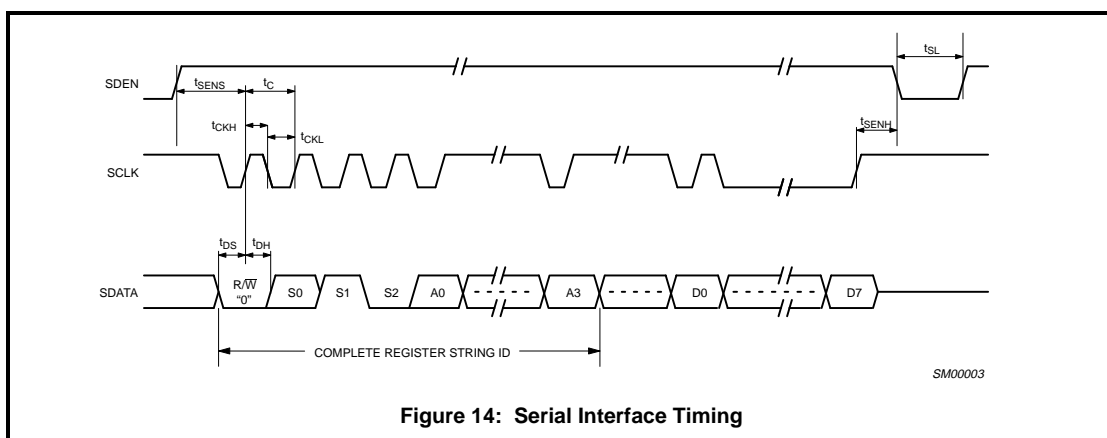 SDEN
tSENS
tC
tSL
tCKH
tCKL
tSENH
SCLK
tDS
tDH
SDATA
R/W̅
“0”
S0
S1
S2
A0
A3
D0
D7
COMPLETE REGISTER STRING ID
SM00003
Figure 14: Serial Interface Timing